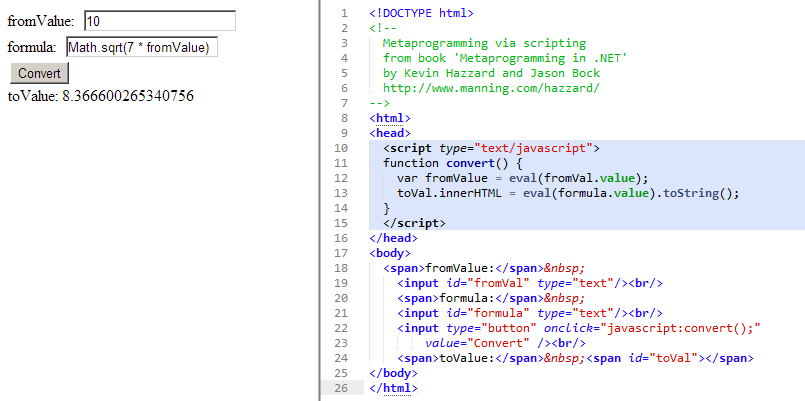 fromValue: 10
formula: Math.sqrt(7 * fromValue)
Convert
toValue: 8.366600265340756
1 <!DOCTYPE html>
2 <!--
3 Metaprogramming via scripting
4 from book 'Metaprogramming in .NET'
5 by Kevin Hazzard and Jason Bock
6 http://www.manning.com/hazzard/
7 -->
8 <html>
9 <head>
10 <script type="text/javascript">
11 function convert() {
12 var fromValue = eval(fromVal.value);
13 toVal.innerHTML = eval(formula.value).toString();
14 }
15 </script>
16 </head>
17 <body>
18 <span>fromValue:</span>&nbsp;
19 <input id="fromVal" type="text"/><br/>
20 <span>formula:</span>&nbsp;
21 <input id="formula" type="text"/><br/>
22 <input type="button" onclick="javascript:convert();"
23 value="Convert" /><br/>
24 <span>toValue:</span>&nbsp;<span id="toVal"></span>
25 </body>
26 </html>